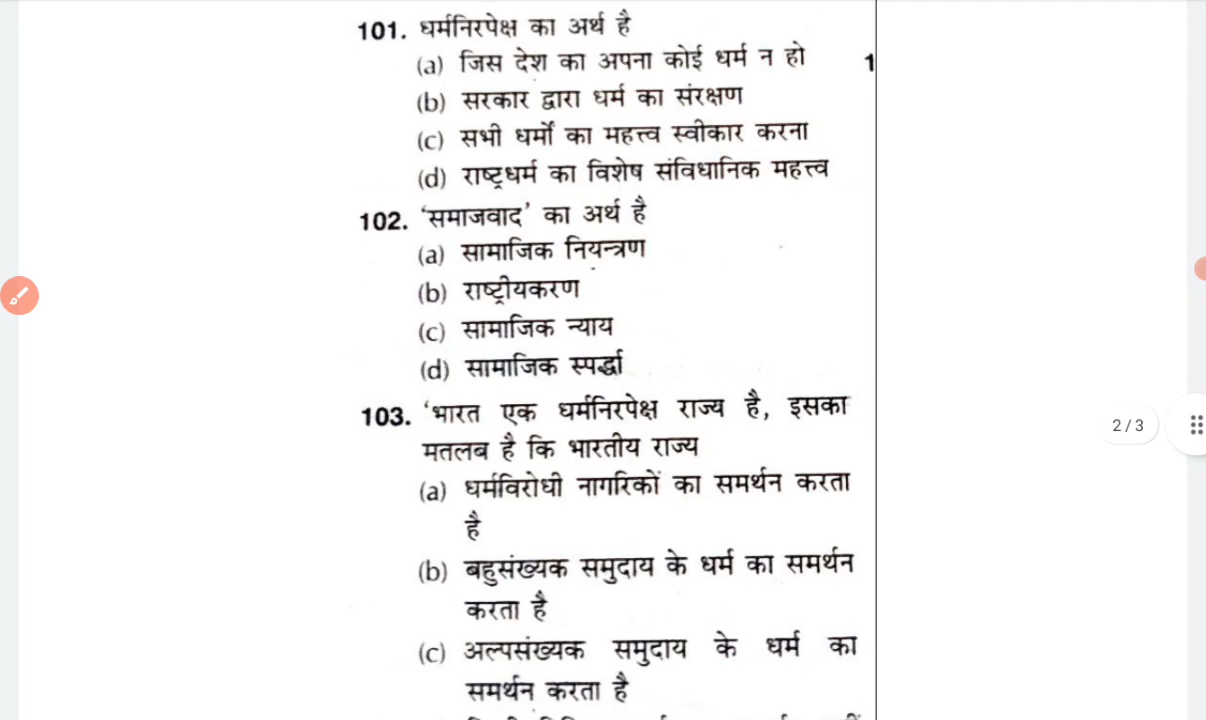 101. धर्मनिरपेक्ष का अर्थ है
(a) जिस देश का अपना कोई धर्म न हो
(b) सरकार द्वारा धर्म का संरक्षण
(c) सभी धर्मों का महत्त्व स्वीकार करना
(d) राष्ट्रधर्म का विशेष संविधानिक महत्त्व
102. ‘समाजवाद’ का अर्थ है
(a) सामाजिक नियन्त्रण
(b) राष्ट्रीयकरण
(c) सामाजिक न्याय
(d) सामाजिक स्पर्द्धा
103. ‘भारत एक धर्मनिरपेक्ष राज्य है, इसका
मतलब है कि भारतीय राज्य
(a) धर्मविरोधी नागरिकों का समर्थन करता
है
(b) बहुसंख्यक समुदाय के धर्म का समर्थन
करता है
(c) अल्पसंख्यक समुदाय के धर्म का
समर्थन करता है
1
2 / 3